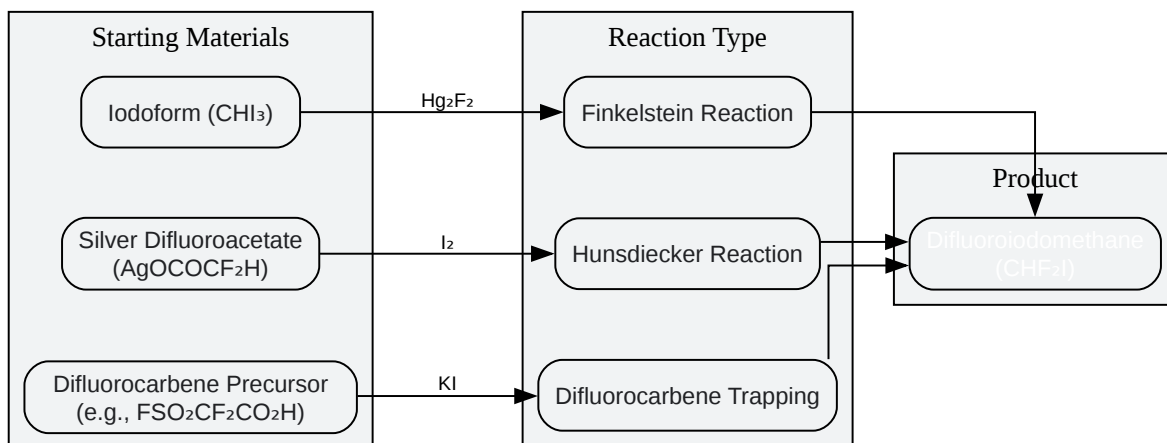 Starting Materials
Reaction Type
Iodoform (CHI₃)
Hg₂F₂
Finkelstein Reaction
Product
Silver Difluoroacetate
(AgOCOCF₂H)
I₂
Hunsdiecker Reaction
Difluoroiodomethane
(CHF₂I)
Difluorocarbene Precursor
(e.g., FSO₂CF₂CO₂H)
KI
Difluorocarbene Trapping